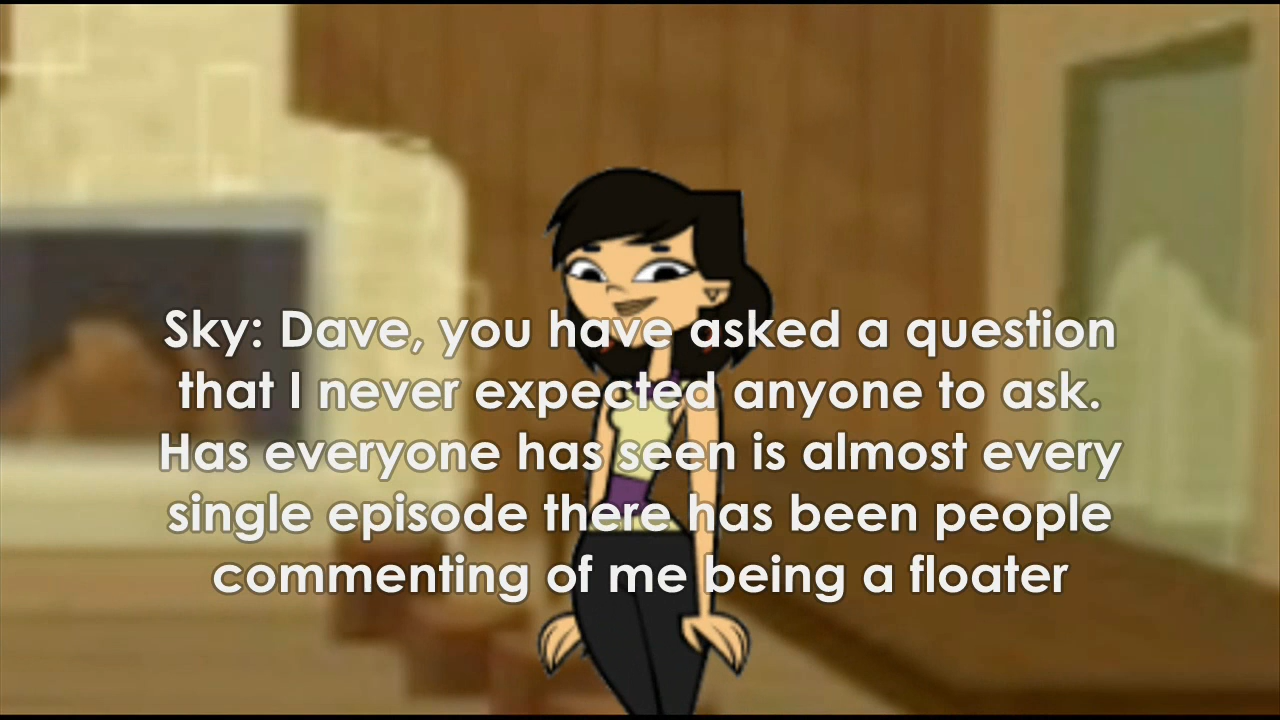 Sky: Dave, you have asked a question
that I never expected anyone to ask.
Has everyone has seen is almost every
single episode there has been people
commenting of me being a floater